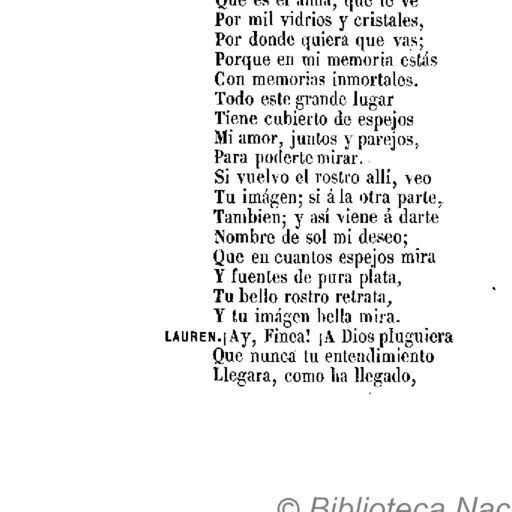 Que es el alma, que te ve
Por mil vidrios y cristales,
Por donde quiera que vas;
Porque en mi memoria estás
Con memorias inmortales.
Todo este grande lugar
Tiene cubierto de espejos
Mi amor, juntos y parejos,
Para poderte mirar.
Si vuelvo el rostro allí, veo
Tu imágen; si á la otra parte,
Tambien; y así viene á darte
Nombre de sol mi deseo;
Que en cuantos espejos mira
Y fuentes de pura plata,
Tu bello rostro retrata,
Y tu imágen bella mira.
LAUREN. ¡Ay, Finea! ¡A Dios pluguiera
Que nunca tu entendimiento
Llegara, como ha llegado,
© Biblioteca Nac